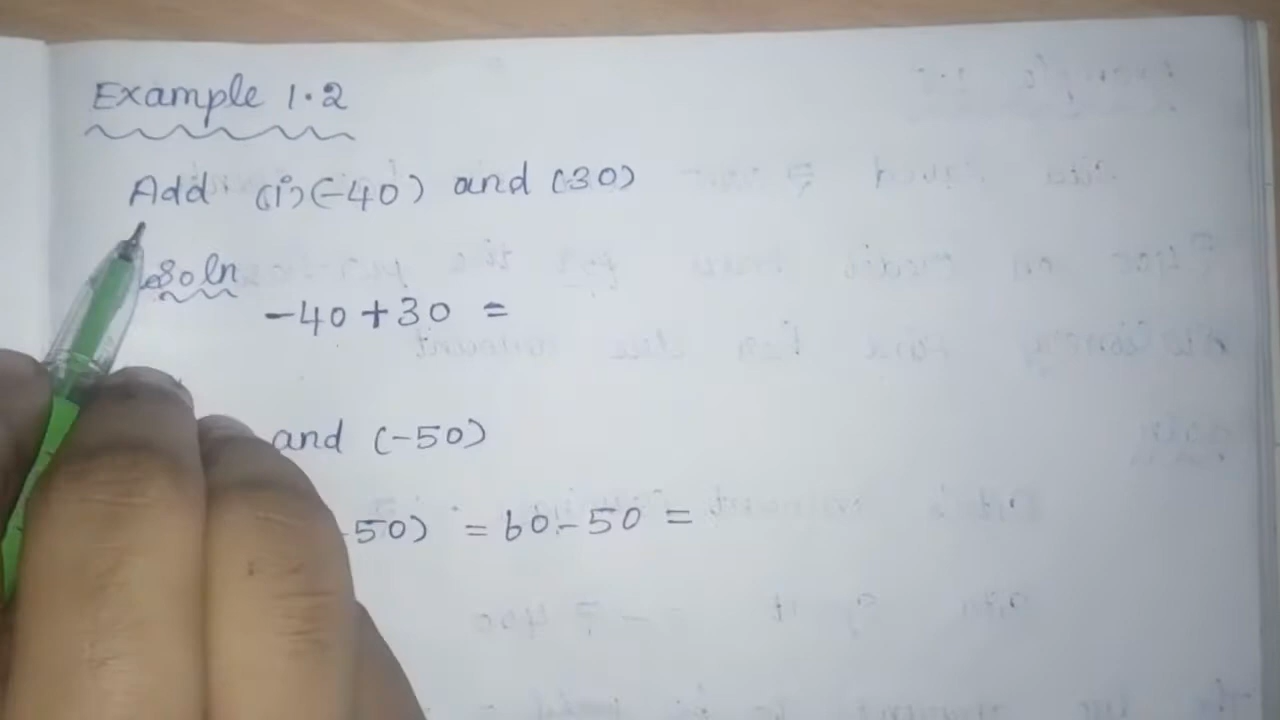 Example 1.2
Add (i) (-40) and (30)
Soln
-40 + 30 =
and (-50)
-50) = 60 - 50 =